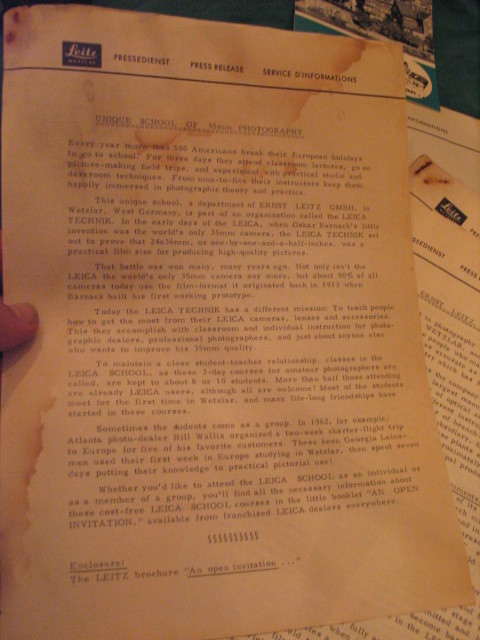 Leitz
WETZLAR
PRESSEDIENST PRESS RELEASE SERVICE D'INFORMATIONS
UNIQUE SCHOOL OF 35mm PHOTOGRAPHY
Every year more than 500 Americans break their European holidays
to go to school. For three days they attend classroom lectures, go on
picture-making field trips, and experiment with practical studio and
darkroom techniques. From nine-to-five their instructors keep them
happily immersed in photographic theory and practice.
This unique school, a department of ERNST LEITZ GMBH. in
Wetzlar, West Germany, is part of an organization called the LEICA
TECHNIK. In the early days of the LEICA, when Oskar Barnack's little
invention was the world's only 35mm camera, the LEICA TECHNIK set
out to prove that 24x36mm, or one-by-one-and-a-half-inches, was a
practical film size for producing high-quality pictures.
That battle was won many, many years ago. Not only isn't the
LEICA the world's only 35mm camera any more, but about 90% of all
cameras today use the film-format it originated back in 1913 when
Barnack built his first working prototype.
Today the LEICA TECHNIK has a different mission: To teach people
how to get the most from their LEICA cameras, lenses and accessories.
This they accomplish with classroom and individual instruction for photo-
graphic dealers, professional photographers, and just about anyone else
who wants to improve his 35mm quality.
To maintain a close student-teacher relationship, classes in the
LEICA SCHOOL, as these 3-day courses for amateur photographers are
called, are kept to about 8 or 10 students. More than half those attending
are already LEICA users, although all are welcome! Most of the students
meet for the first time in Wetzlar, and many life-long friendships have
started in these courses.
Sometimes the students come as a group. In 1962, for example,
Atlanta photo-dealer Bill Wallis organized a two-week charter-flight trip
to Europe for five of his favorite customers. These keen Georgia Leica-
men used their first week in Europe studying in Wetzlar, then spent seven
days putting their knowledge to practical pictorial use!
Whether you'd like to attend the LEICA SCHOOL as an individual or
as a member of a group, you'll find all the necessary information about
these cost-free LEICA SCHOOL courses in the little booklet "AN OPEN
INVITATION," available from franchised LEICA dealers everywhere.
§§§§§§§§§§
Enclosure:
The LEITZ brochure "An open invitation ..."
INFORMATIONS
Leitz
ERNST LEITZ
WETZLAR